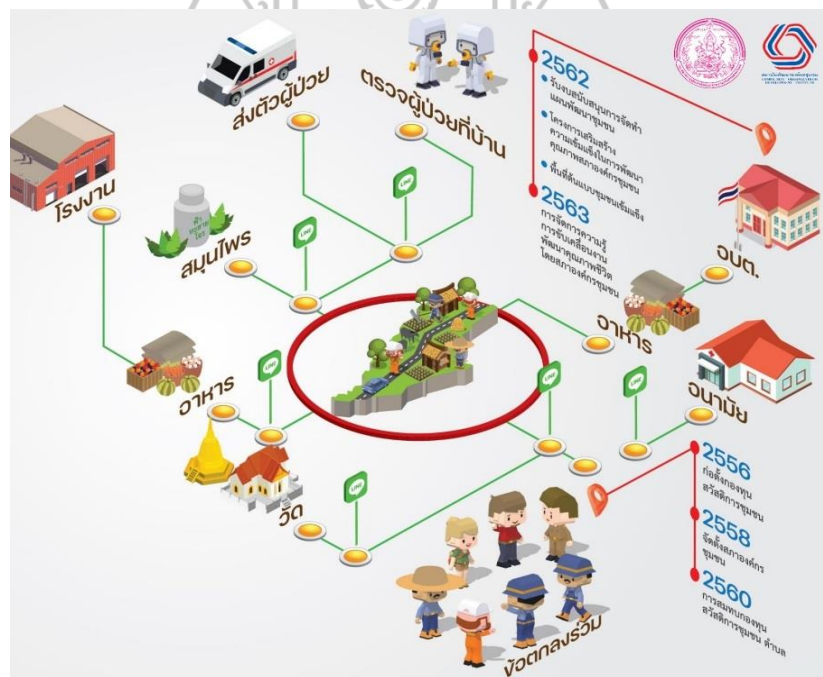 ส่งตัวผู้ป่วย
ตรวจผู้ป่วยที่บ้าน
โรงงาน
สมุนไพร
ฟ้า
ทะลาย
โจร
LINE
LINE
2562
รับงบสนับสนุนการจัดทำ
แผนพัฒนาชุมชน
โครงการเสริมสร้าง
ความเข้มแข็งในการพัฒนา
คุณภาพสภาองค์กรชุมชน
พื้นที่ต้นแบบชุมชนเข้มแข็ง
2563
การจัดการความรู้
การขับเคลื่อนงาน
พัฒนาคุณภาพชีวิต
โดยสภาองค์กรชุมชน
อบต.
อาหาร
อนามัย
อาหาร
LINE
LINE
LINE
วัด
LINE
2556
ก่อตั้งกองทุน
สวัสดิการชุมชน
2558
จัดตั้งสภาองค์กร
ชุมชน
2560
การสมทบกองทุน
สวัสดิการชุมชน ตำบล
ข้อตกลงร่วม